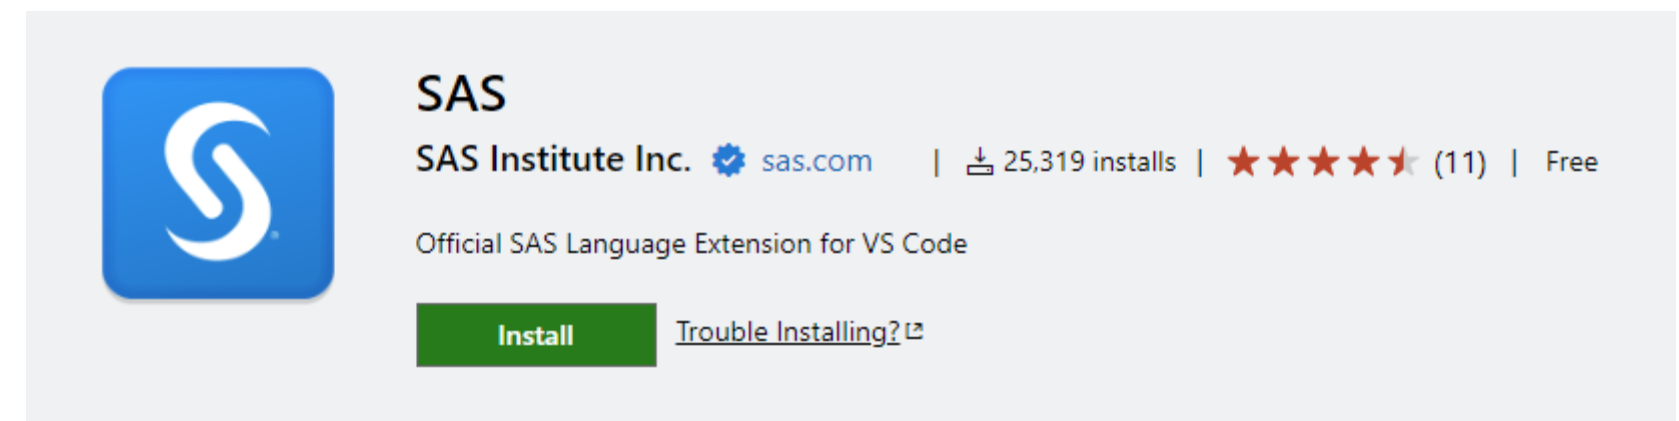 SAS
SAS Institute Inc. sas.com | 25,319 installs | (11) | Free
Official SAS Language Extension for VS Code
Install Trouble Installing?